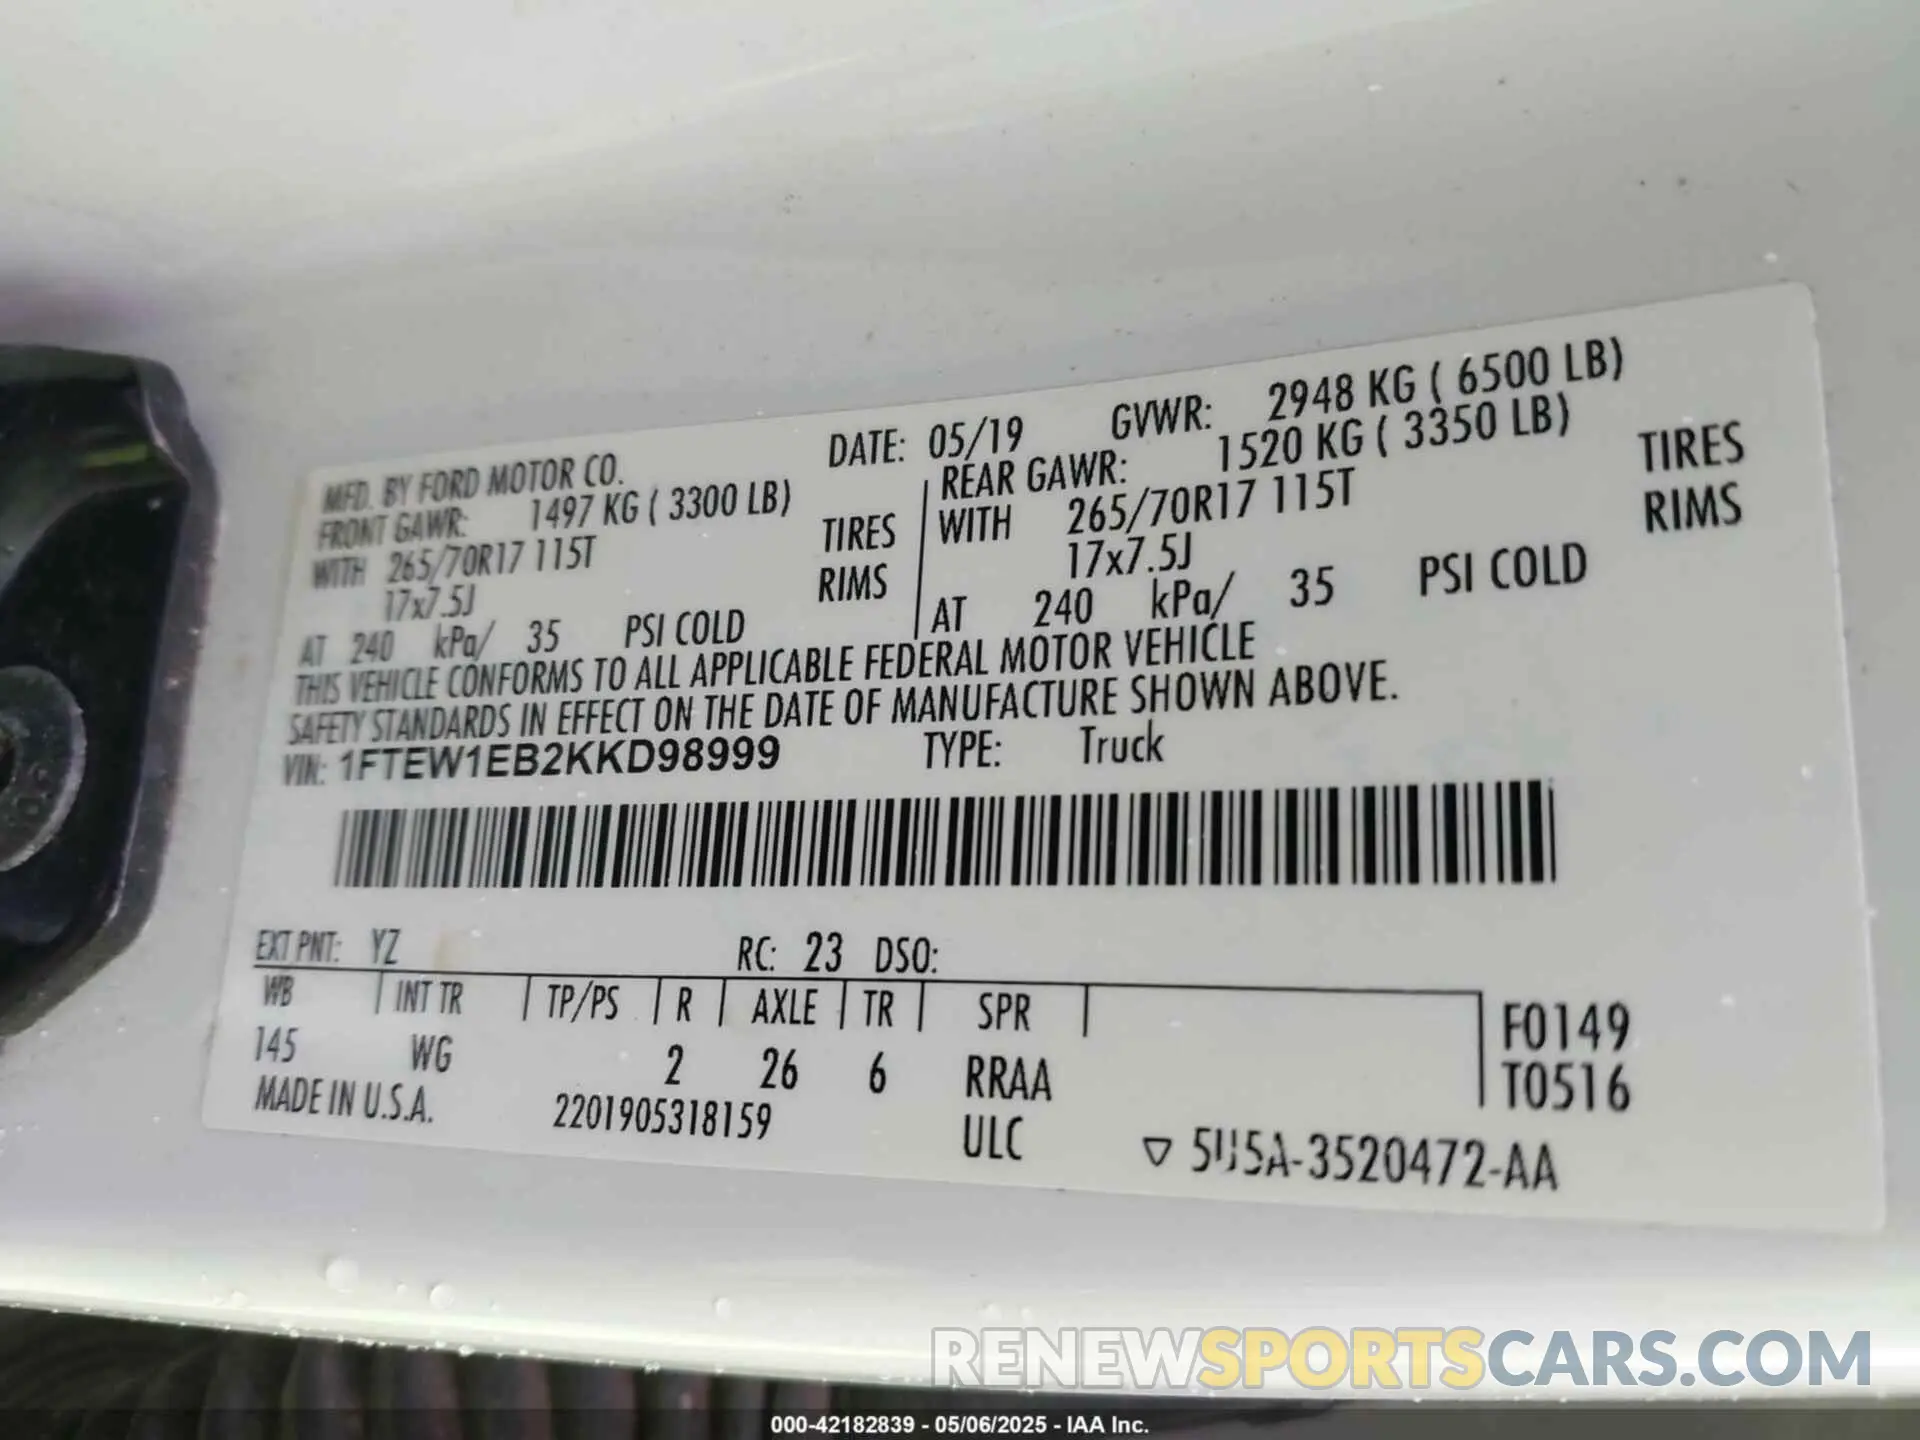 MFD. BY FORD MOTOR CO. DATE: 05/19 GVWR: 2948 KG ( 6500 LB)
FRONT GAWR: 1497 KG ( 3300 LB) REAR GAWR: 1520 KG ( 3350 LB)
WITH 265/70R17 115T TIRES WITH 265/70R17 115T TIRES
17x7.5J RIMS 17x7.5J RIMS
AT 240 kPa/ 35 PSI COLD AT 240 kPa/ 35 PSI COLD
THIS VEHICLE CONFORMS TO ALL APPLICABLE FEDERAL MOTOR VEHICLE
SAFETY STANDARDS IN EFFECT ON THE DATE OF MANUFACTURE SHOWN ABOVE.
VIN: 1FTEW1EB2KKD98999 TYPE: Truck
EXT PNT: YZ RC: 23 DSO:
WB INT TR TP/PS R AXLE TR SPR F0149
145 WG 2 26 6 RRAA T0516
MADE IN U.S.A. 2201905318159 ULC ▽ 5U5A-3520472-AA
RENEWSPORTSCARS.COM
000-42182839 - 05/06/2025 - IAA Inc.